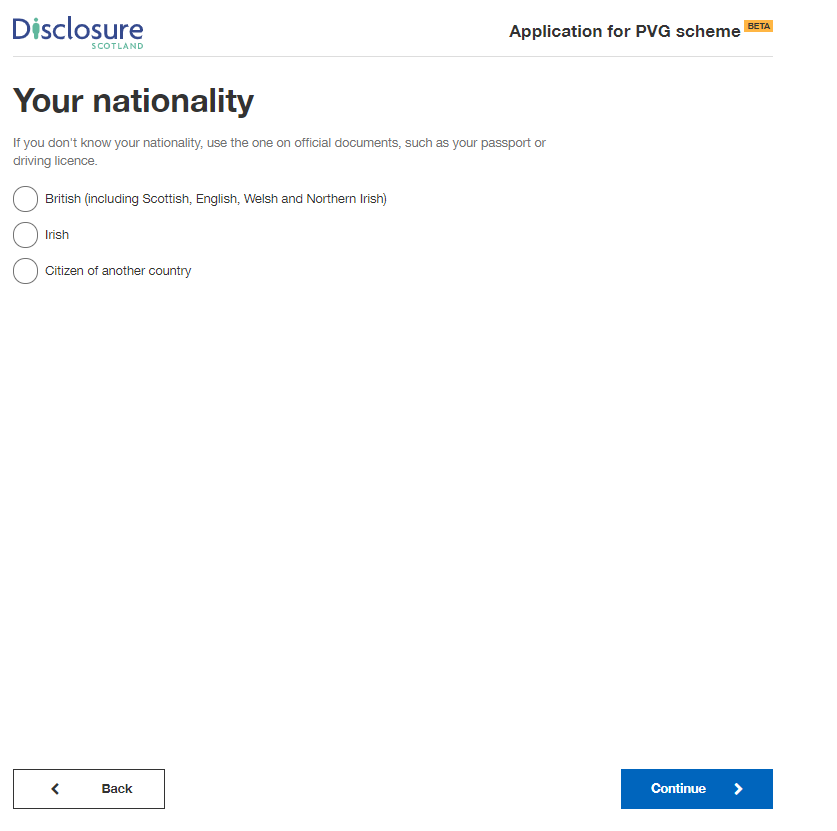 Disclosure
SCOTLAND
Application for PVG scheme BETA
Your nationality
If you don't know your nationality, use the one on official documents, such as your passport or
driving licence.
British (including Scottish, English, Welsh and Northern Irish)
Irish
Citizen of another country
Back
Continue